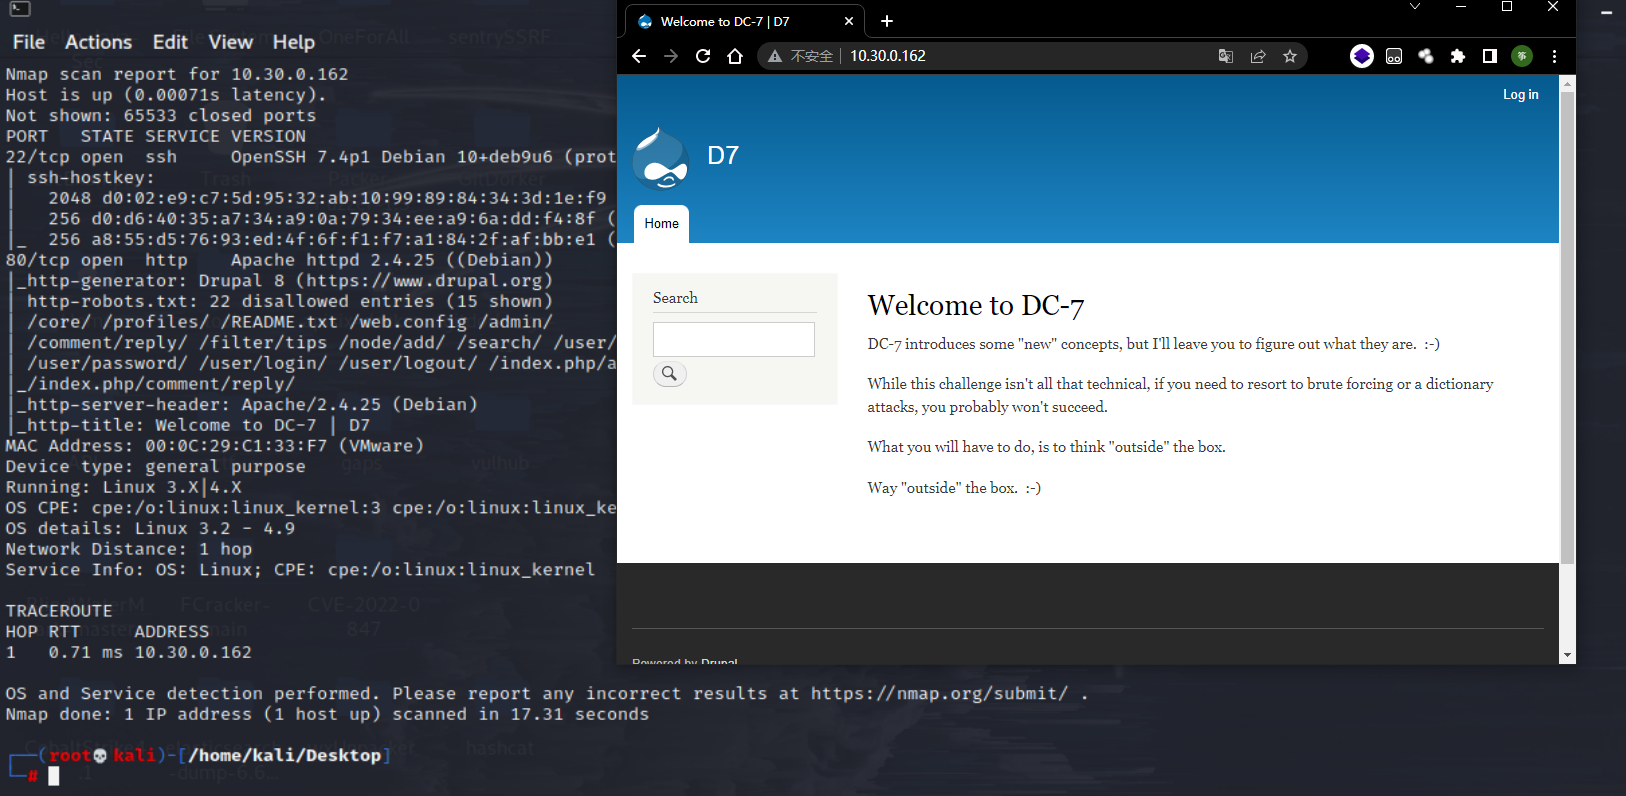 File Actions Edit View Help
Nmap scan report for 10.30.0.162
Host is up (0.00071s latency).
Not shown: 65533 closed ports
PORT STATE SERVICE VERSION
22/tcp open ssh OpenSSH 7.4p1 Debian 10+deb9u6 (prot
| ssh-hostkey:
| 2048 d0:02:e9:c7:5d:95:32:ab:10:99:89:84:34:3d:1e:f9
| 256 d0:d6:40:35:a7:34:a9:0a:79:34:ee:a9:6a:dd:f4:8f (
|_ 256 a8:55:d5:76:93:ed:4f:6f:f1:f7:a1:84:2f:af:bb:e1 (
80/tcp open http Apache httpd 2.4.25 ((Debian))
|_http-generator: Drupal 8 (https://www.drupal.org)
| http-robots.txt: 22 disallowed entries (15 shown)
| /core/ /profiles/ /README.txt /web.config /admin/
| /comment/reply/ /filter/tips /node/add/ /search/ /user/
| /user/password/ /user/login/ /user/logout/ /index.php/a
|_/index.php/comment/reply/
|_http-server-header: Apache/2.4.25 (Debian)
|_http-title: Welcome to DC-7 | D7
MAC Address: 00:0C:29:C1:33:F7 (VMware)
Device type: general purpose
Running: Linux 3.X|4.X
OS CPE: cpe:/o:linux:linux_kernel:3 cpe:/o:linux:linux_ke
OS details: Linux 3.2 - 4.9
Network Distance: 1 hop
Service Info: OS: Linux; CPE: cpe:/o:linux:linux_kernel
TRACEROUTE
HOP RTT ADDRESS
1 0.71 ms 10.30.0.162
OS and Service detection performed. Please report any incorrect results at https://nmap.org/submit/ .
Nmap done: 1 IP address (1 host up) scanned in 17.31 seconds
(root💀kali)-[/home/kali/Desktop]
#
OneForAll
sentrySSRF
Trash
gaps
vulhub
FCracker-
main
CVE-2022-0
847
hashcat
Welcome to DC-7 | D7
不安全 | 10.30.0.162
Log in
D7
Home
Search
Welcome to DC-7
DC-7 introduces some "new" concepts, but I'll leave you to figure out what they are. :-)
While this challenge isn't all that technical, if you need to resort to brute forcing or a dictionary
attacks, you probably won't succeed.
What you will have to do, is to think "outside" the box.
Way "outside" the box. :-)
Powered by Drupal